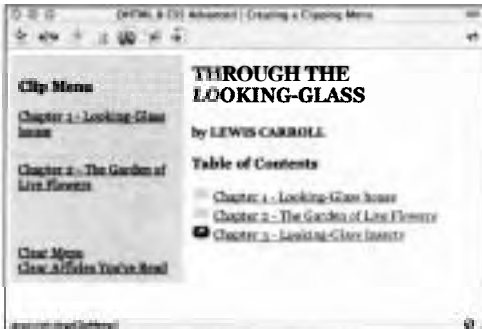 DHTML & CSS Advanced | Creating a Clipping Menu
Clip Menu
Chapter 1 - Looking-Glass
house
Chapter 2 - The Garden of
Live Flowers
Clear Menu
Clear Articles You've Read
THROUGH THE
LOOKING-GLASS
by LEWIS CARROLL
Table of Contents
Chapter 1 - Looking-Glass house
Chapter 2 - The Garden of Live Flowers
Chapter 3 - Looking-Glass Insects